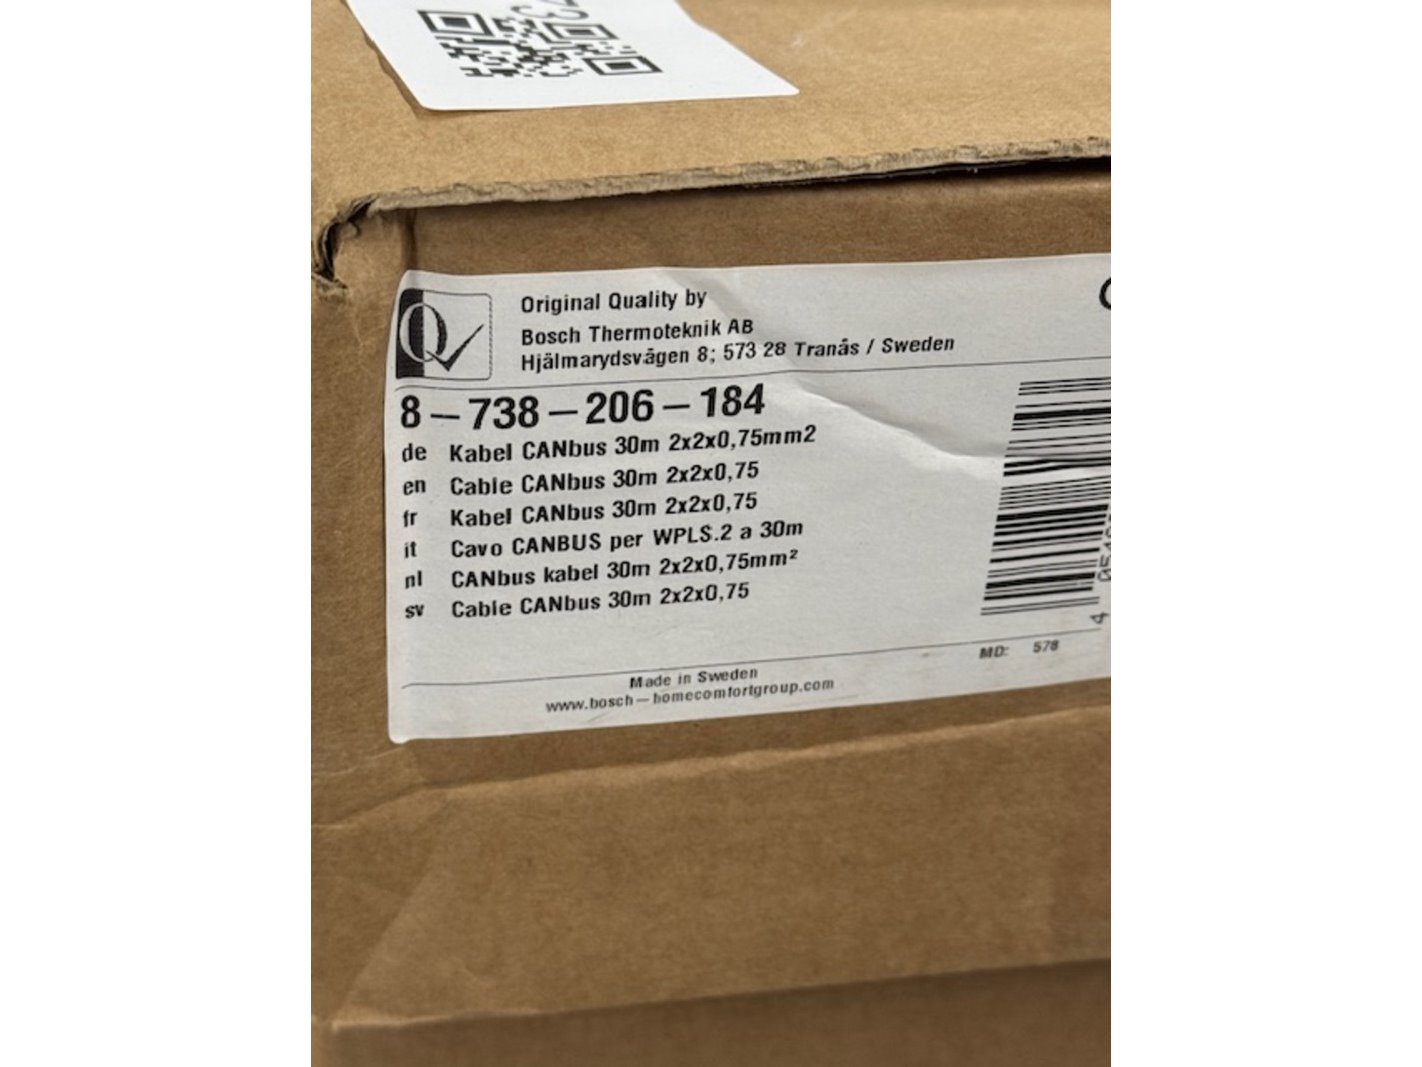 73
Original Quality by
Bosch Thermoteknik AB
Hjälmarydsvägen 8; 573 28 Tranås / Sweden
8-738-206-184
de Kabel CANbus 30m 2x2x0,75mm2
en Cable CANbus 30m 2x2x0,75
fr Kabel CANbus 30m 2x2x0,75
it Cavo CANBUS per WPLS.2 a 30m
nl CANbus kabel 30m 2x2x0,75mm²
sv Cable CANbus 30m 2x2x0,75
MD: 578
Made in Sweden
www.bosch-homecomfortgroup.com